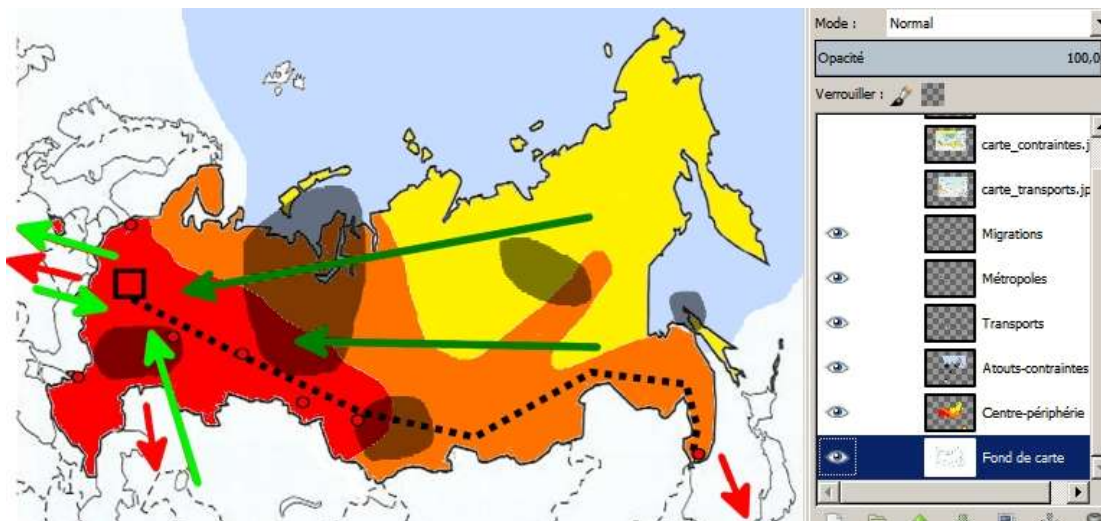 Mode : Normal
Opacité 100,0
Verrouiller :
carte_contraintes.j
carte_transports.jp
Migrations
Métropoles
Transports
Atouts-contraintes
Centre-périphérie
Fond de carte